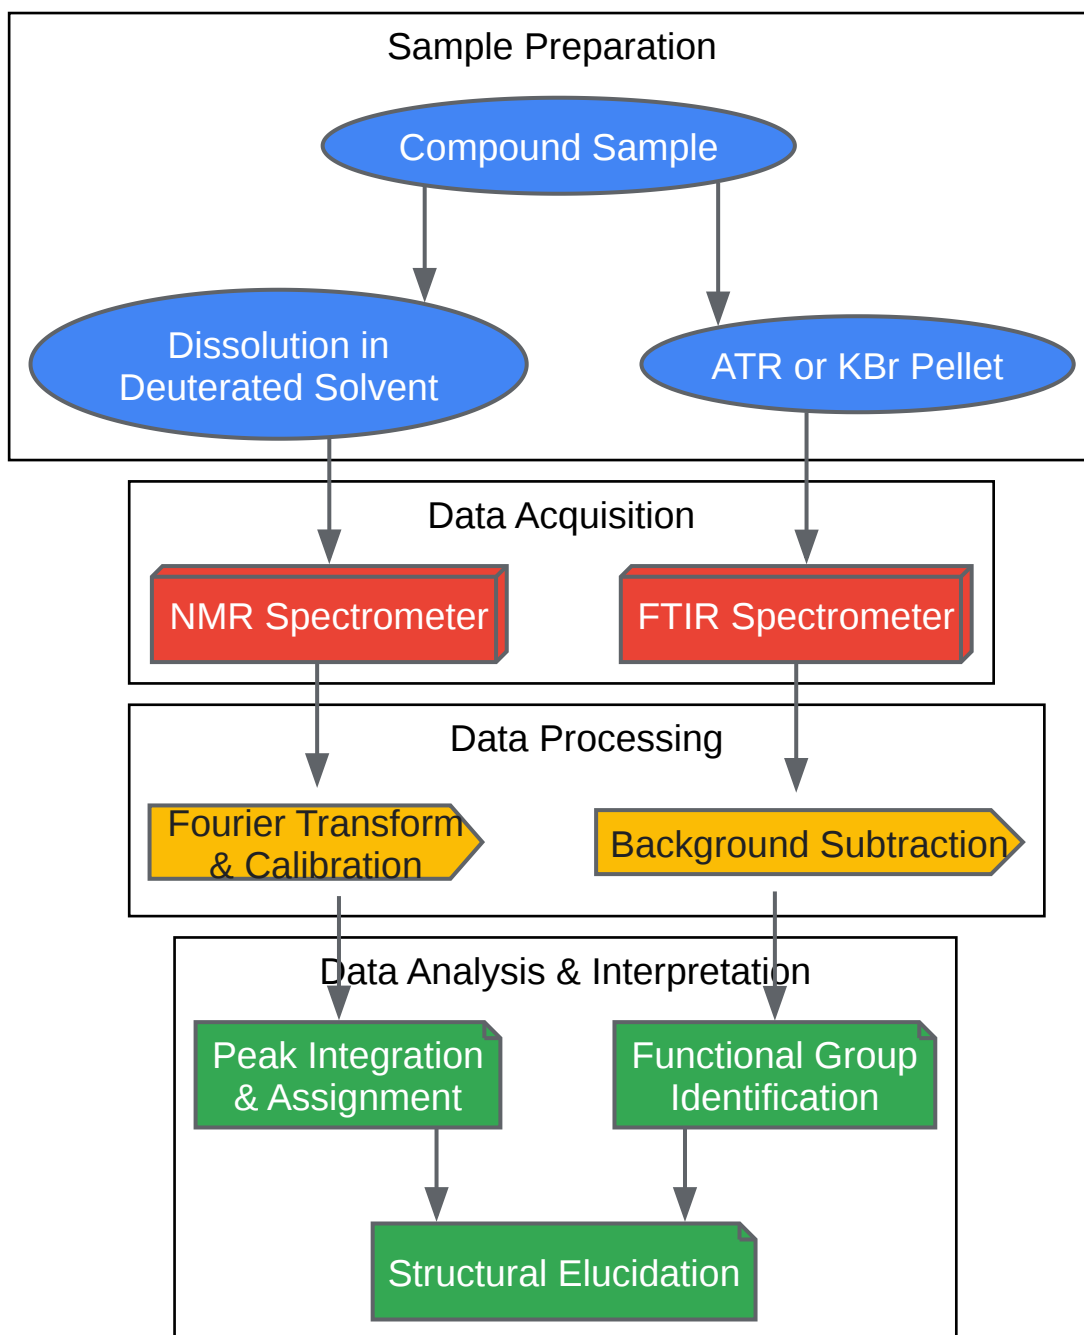 Sample Preparation
Compound Sample
Dissolution in
Deuterated Solvent
ATR or KBr Pellet
Data Acquisition
NMR Spectrometer
FTIR Spectrometer
Data Processing
Fourier Transform
& Calibration
Background Subtraction
Data Analysis & Interpretation
Peak Integration
& Assignment
Functional Group
Identification
Structural Elucidation